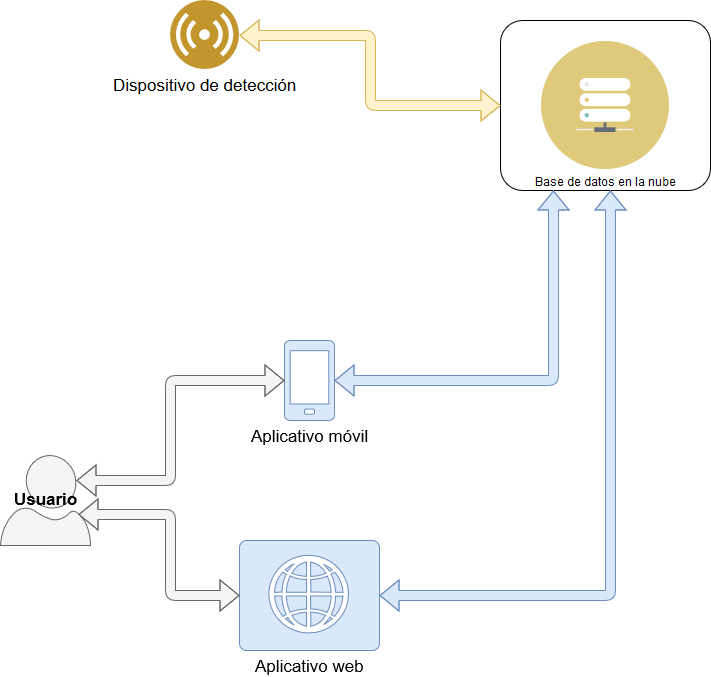 Dispositivo de detección
Base de datos en la nube
Aplicativo móvil
Usuario
Aplicativo web